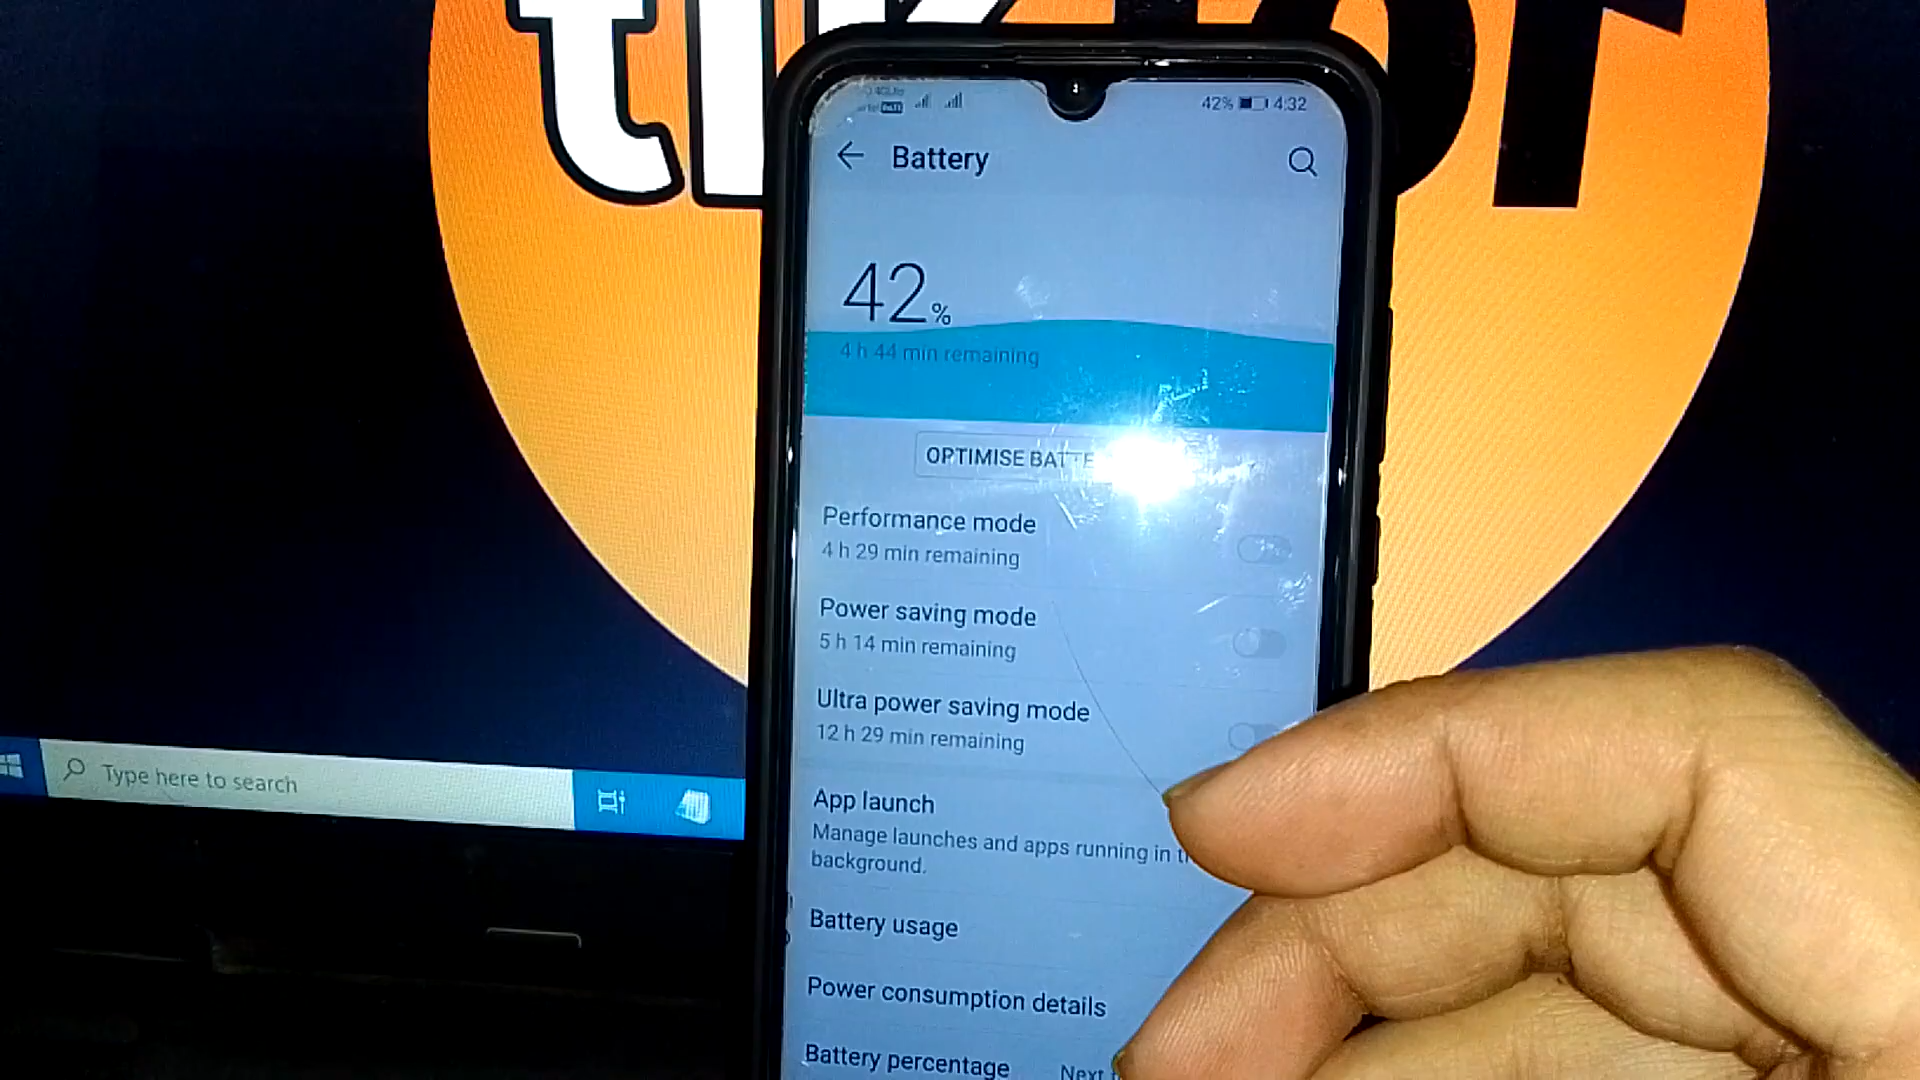 42% 4:32
Battery
42%
4 h 44 min remaining
OPTIMISE
Performance mode
4 h 29 min remaining
Power saving mode
5 h 14 min remaining
Ultra power saving mode
12 h 29 min remaining
App launch
Manage launches and apps running in
background.
Battery usage
Power consumption details
Battery percentage Next
Type here to search